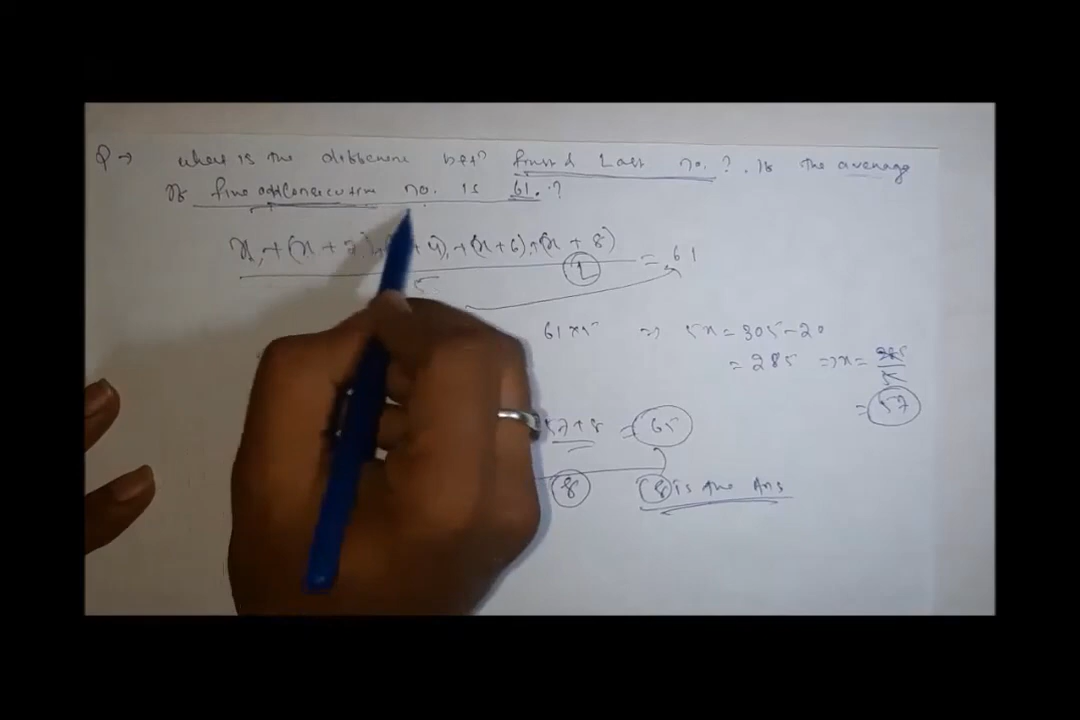 Q → what is the difference betn first & Last no. ? If the average
of five odd consecutive no. is 61. ?
x, + (x + 2), + 4), + (x + 6), + (x + 8) = 61
5 L
61 x 5 => 5x = 305 - 20
= 285 => x = 285
5
= 57
57 + 8 = 65
8 (8) is the Ans